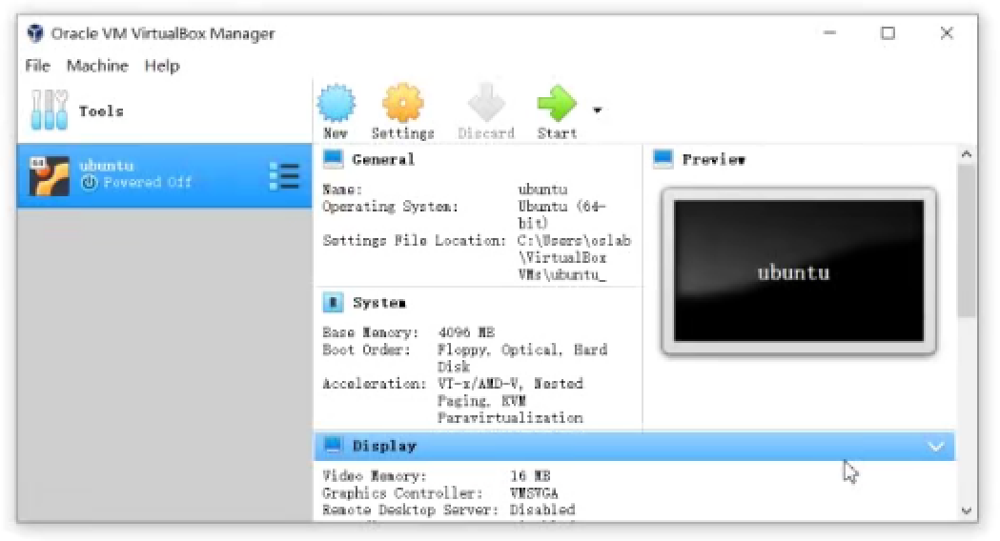 Oracle VM VirtualBox Manager
File Machine Help
Tools
New Settings Discard Start
64
ubuntu
Powered Off
General
Name: ubuntu
Operating System: Ubuntu (64-
bit)
Settings File Location: C:\Users\oslab
\VirtualBox
VMs\ubuntu_
System
Base Memory: 4096 MB
Boot Order: Floppy, Optical, Hard
Disk
Acceleration: VT-x/AMD-V, Nested
Paging, KVM
Paravirtualization
Preview
ubuntu
Display
Video Memory: 16 MB
Graphics Controller: VMSVGA
Remote Desktop Server: Disabled